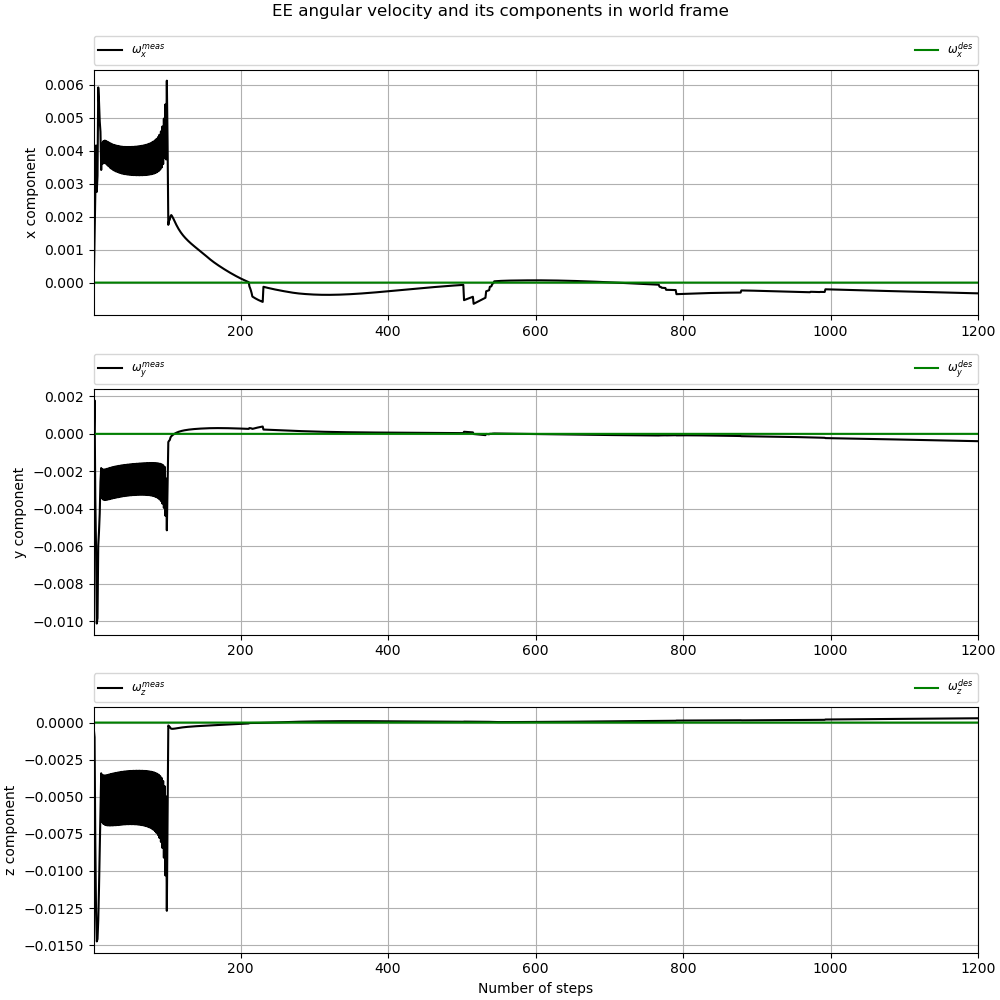 EE angular velocity and its components in world frame
ω_x^meas ω_x^des
0.006
0.005
0.004
0.003
0.002
0.001
0.000
x component
200 400 600 800 1000 1200
ω_y^meas ω_y^des
0.002
0.000
−0.002
−0.004
−0.006
−0.008
−0.010
y component
200 400 600 800 1000 1200
ω_z^meas ω_z^des
0.0000
−0.0025
−0.0050
−0.0075
−0.0100
−0.0125
−0.0150
z component
200 400 600 800 1000 1200
Number of steps